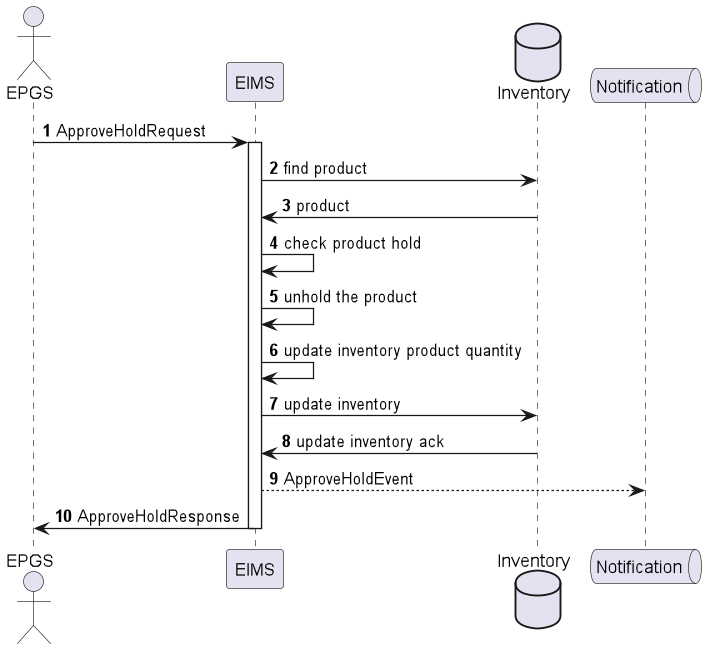 EPGS
EIMS
Inventory
Notification
1 ApproveHoldRequest
2 find product
3 product
4 check product hold
5 unhold the product
6 update inventory product quantity
7 update inventory
8 update inventory ack
9 ApproveHoldEvent
10 ApproveHoldResponse
EPGS
EIMS
Inventory
Notification